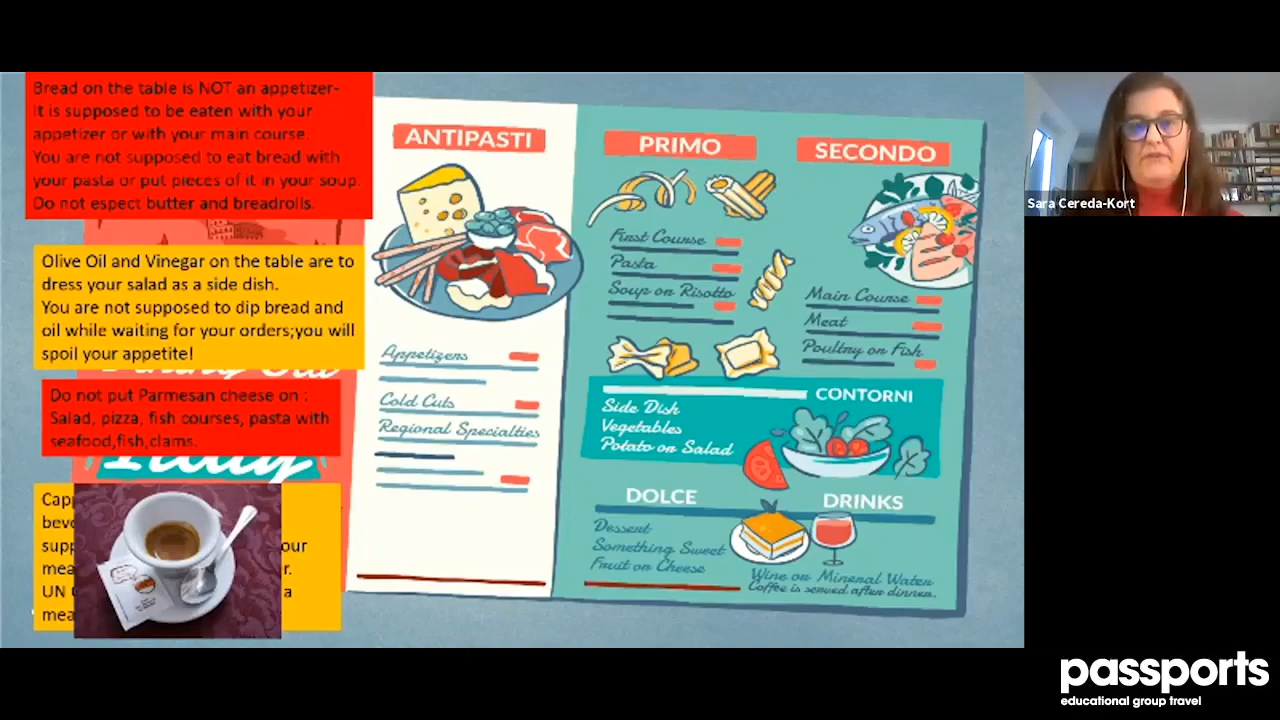 Bread on the table is NOT an appetizer-
It is supposed to be eaten with your
appetizer or with your main course.
You are not supposed to eat bread with
your pasta or put pieces of it in your soup.
Do not espect butter and breadrolls.
Olive Oil and Vinegar on the table are to
dress your salad as a side dish.
You are not supposed to dip bread and
oil while waiting for your orders;you will
spoil your appetite!
Do not put Parmesan cheese on :
Salad, pizza, fish courses, pasta with
seafood,fish,clams.
Italy
UN
ANTIPASTI
Appetizers
Cold Cuts
Regional Specialties
PRIMO
First Course
Pasta
Soup or Risotto
SECONDO
Main Course
Meat
Poultry or Fish
CONTORNI
Side Dish
Vegetables
Potato or Salad
DOLCE
Dessert
Something Sweet
Fruit or Cheese
DRINKS
Wine or Mineral Water
Coffee is served after dinner.
Sara Cereda-Kort
passports
educational group travel